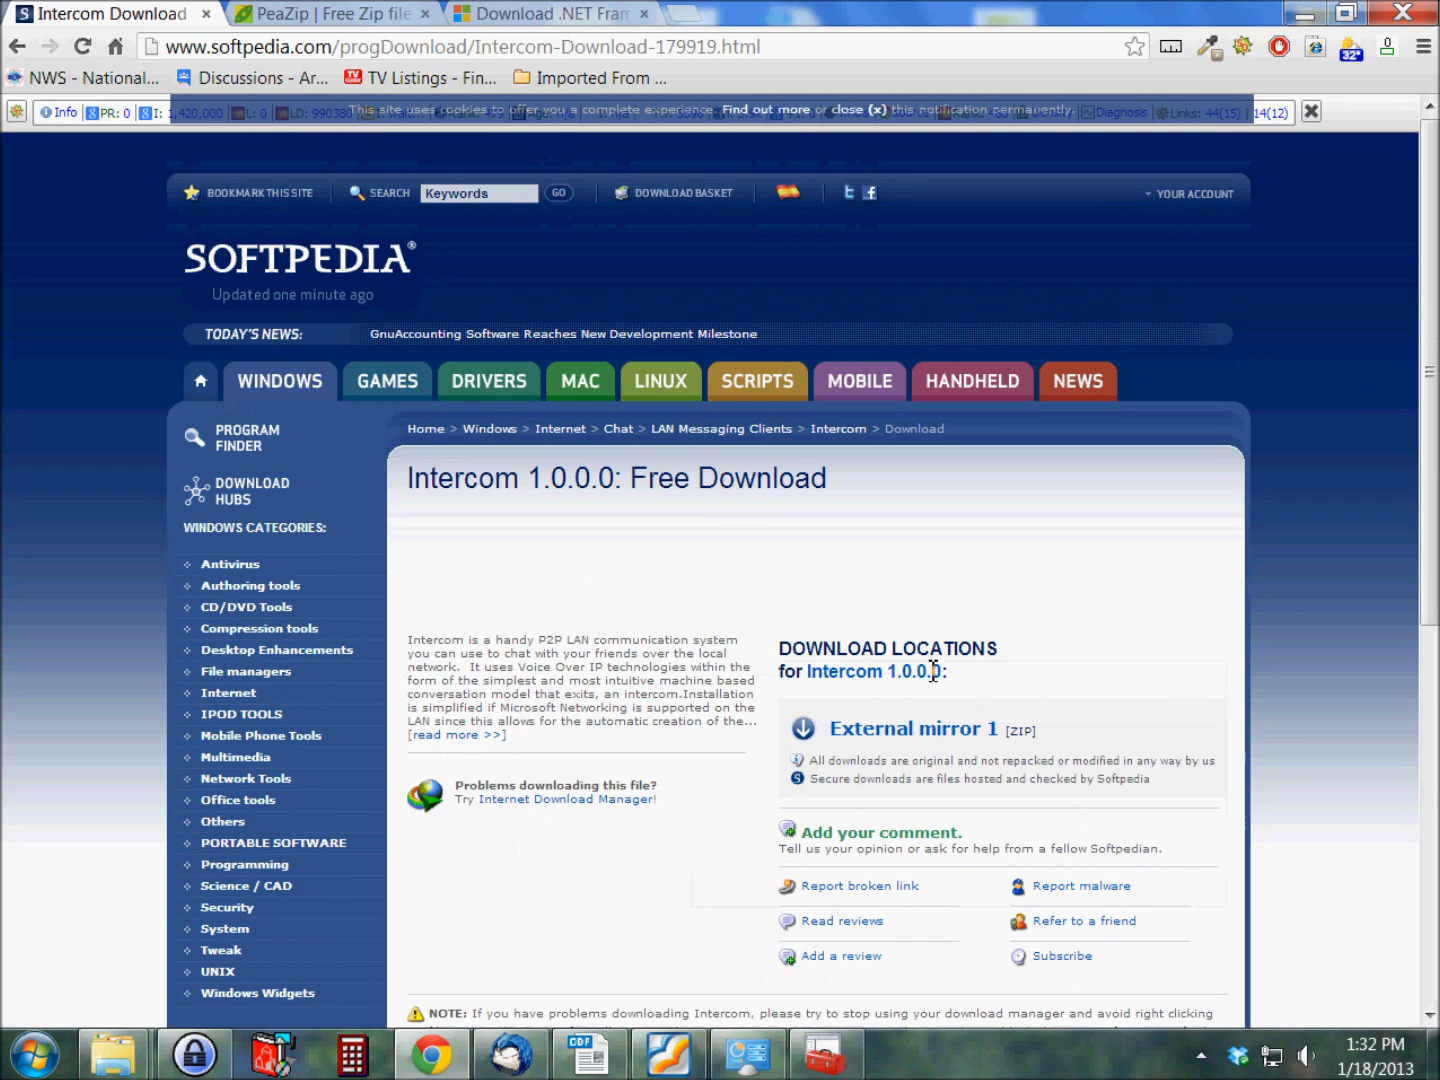 Intercom Download
PeaZip | Free Zip file
Download .NET Fram
www.softpedia.com/progDownload/Intercom-Download-179919.html
32°
0
NWS - National...
Discussions - Ar...
TV Listings - Fin...
Imported From ...
Info
PR: 0
I: 1,420,000
L: 0
LD: 990380
This site uses cookies to offer you a complete experience. Find out more or close (x) this notification permanently.
Diagnosis
Links: 44(15) | 14(12)
BOOKMARK THIS SITE
SEARCH
Keywords
GO
DOWNLOAD BASKET
YOUR ACCOUNT
SOFTPEDIA®
Updated one minute ago
TODAY'S NEWS:
GnuAccounting Software Reaches New Development Milestone
WINDOWS
GAMES
DRIVERS
MAC
LINUX
SCRIPTS
MOBILE
HANDHELD
NEWS
PROGRAM
FINDER
DOWNLOAD
HUBS
WINDOWS CATEGORIES:
Antivirus
Authoring tools
CD/DVD Tools
Compression tools
Desktop Enhancements
File managers
Internet
IPOD TOOLS
Mobile Phone Tools
Multimedia
Network Tools
Office tools
Others
PORTABLE SOFTWARE
Programming
Science / CAD
Security
System
Tweak
UNIX
Windows Widgets
Home > Windows > Internet > Chat > LAN Messaging Clients > Intercom > Download
Intercom 1.0.0.0: Free Download
Intercom is a handy P2P LAN communication system
you can use to chat with your friends over the local
network. It uses Voice Over IP technologies within the
form of the simplest and most intuitive machine based
conversation model that exits, an intercom.Installation
is simplified if Microsoft Networking is supported on the
LAN since this allows for the automatic creation of the...
[read more >>]
Problems downloading this file?
Try Internet Download Manager!
DOWNLOAD LOCATIONS
for Intercom 1.0.0.0:
External mirror 1 [ZIP]
All downloads are original and not repacked or modified in any way by us
Secure downloads are files hosted and checked by Softpedia
Add your comment.
Tell us your opinion or ask for help from a fellow Softpedian.
Report broken link
Report malware
Read reviews
Refer to a friend
Add a review
Subscribe
NOTE: If you have problems downloading Intercom, please try to stop using your download manager and avoid right clicking
ODF
1:32 PM
1/18/2013